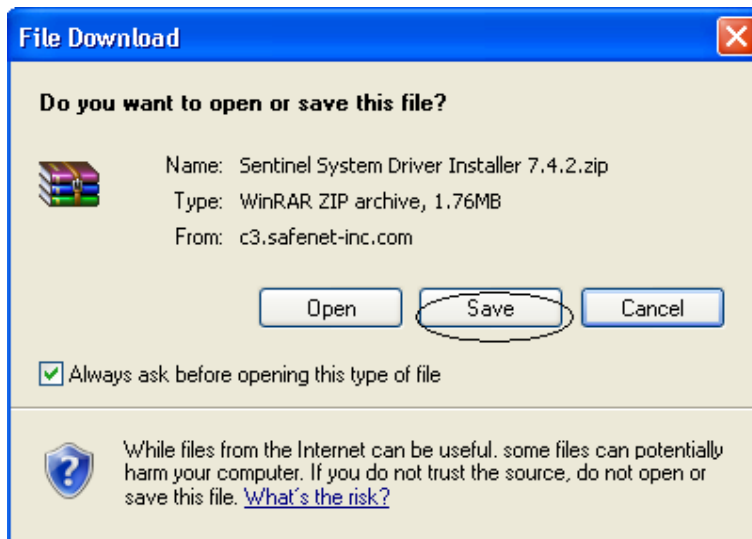 File Download
Do you want to open or save this file?
Name: Sentinel System Driver Installer 7.4.2.zip
Type: WinRAR ZIP archive, 1.76MB
From: c3.safenet-inc.com
Open Save Cancel
Always ask before opening this type of file
While files from the Internet can be useful, some files can potentially
harm your computer. If you do not trust the source, do not open or
save this file. What's the risk?